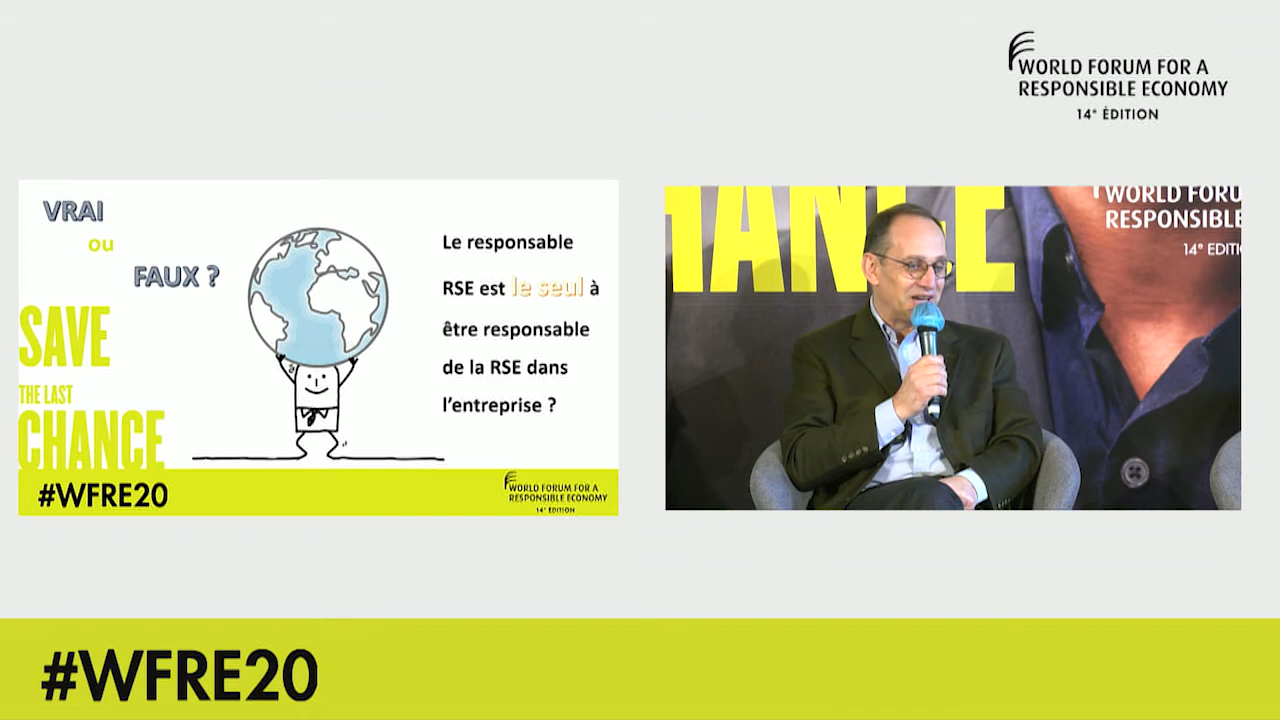 WORLD FORUM FOR A
RESPONSIBLE ECONOMY
14e ÉDITION
VRAI
ou
FAUX ?
Le responsable
RSE est le seul à
être responsable
de la RSE dans
l'entreprise ?
SAVE
THE LAST
CHANCE
#WFRE20
WORLD FORUM FOR A
RESPONSIBLE ECONOMY
14e ÉDITION
HANCE
WORLD FORU
RESPONSIBLE
14e EDITI
#WFRE20